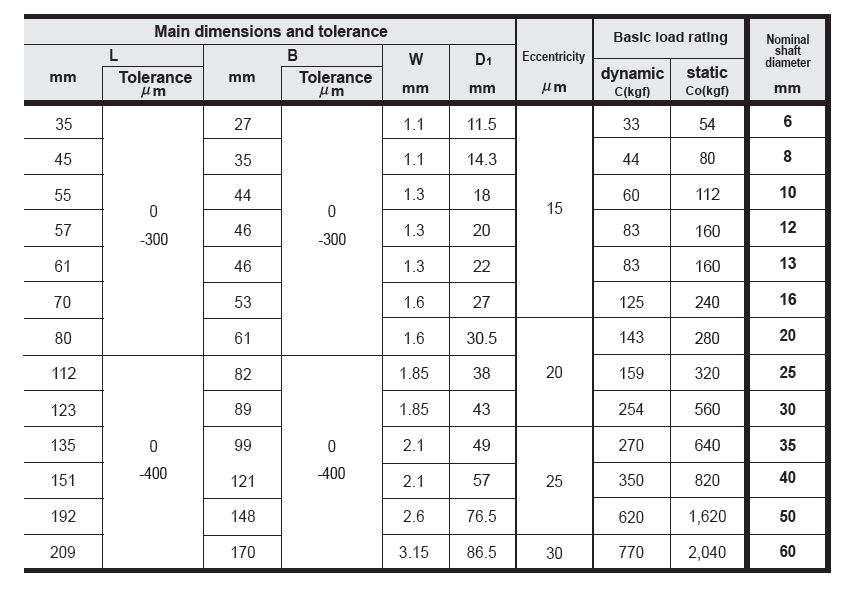 Main dimensions and tolerance Eccentricity Basic load rating Nominal shaft diameter
L B W D1 dynamic static
mm Tolerance mm Tolerance C(kgf) Co(kgf)
μm μm mm mm μm mm
35 27 1.1 11.5 33 54 6
45 35 1.1 14.3 44 80 8
55 44 1.3 18 60 112 10
0 0 15
57 46 1.3 20 83 160 12
-300 -300
61 46 1.3 22 83 160 13
70 53 1.6 27 125 240 16
80 61 1.6 30.5 143 280 20
112 82 1.85 38 20 159 320 25
123 89 1.85 43 254 560 30
135 0 99 0 2.1 49 270 640 35
151 -400 121 -400 2.1 57 25 350 820 40
192 148 2.6 76.5 620 1,620 50
209 170 3.15 86.5 30 770 2,040 60